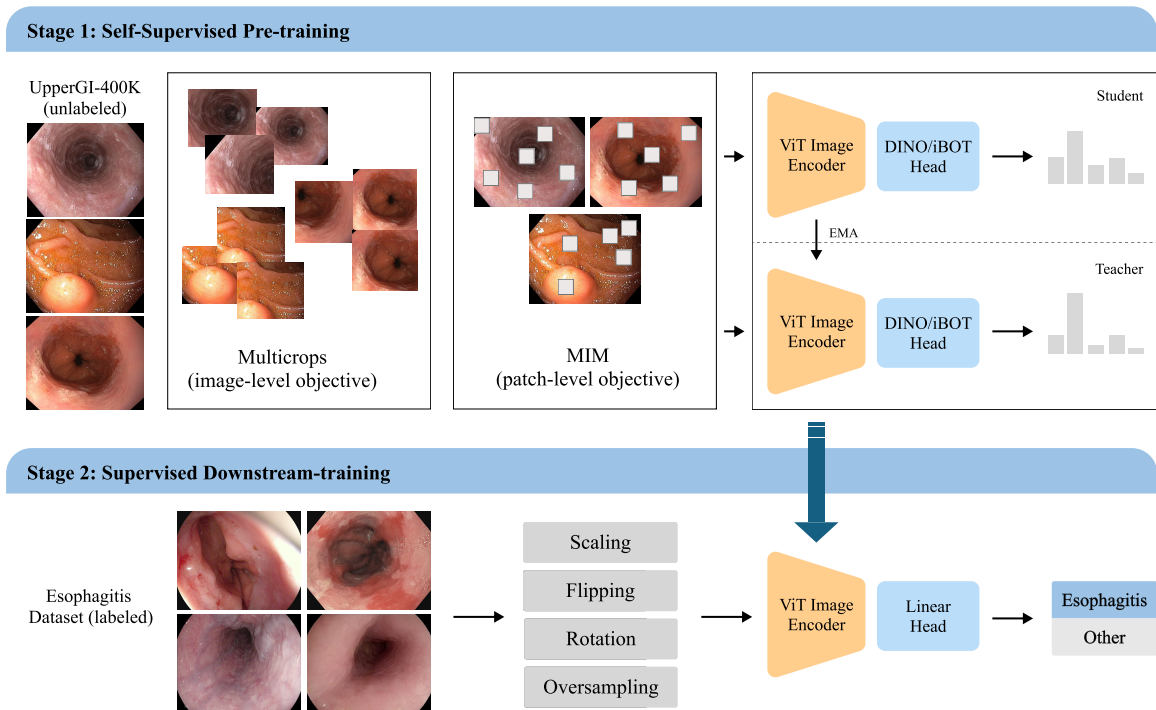 Stage 1: Self-Supervised Pre-training
UpperGI-400K
(unlabeled)
Multicrops
(image-level objective)
MIM
(patch-level objective)
ViT Image
Encoder
DINO/iBOT
Head
Student
EMA
Teacher
ViT Image
Encoder
DINO/iBOT
Head
Stage 2: Supervised Downstream-training
Esophagitis
Dataset (labeled)
Scaling
Flipping
Rotation
Oversampling
ViT Image
Encoder
Linear
Head
Esophagitis
Other